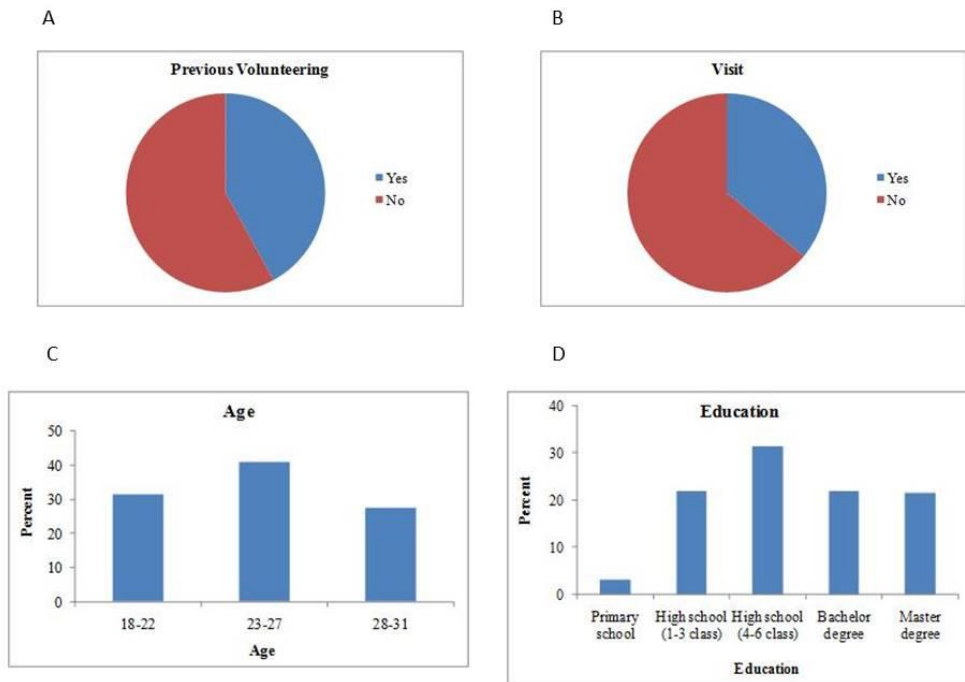 A
Previous Volunteering
Yes
No
B
Visit
Yes
No
C
Age
Percent
50
40
30
20
10
0
18-22
23-27
28-31
Age
D
Education
Percent
40
30
20
10
0
Primary school
High school (1-3 class)
High school (4-6 class)
Bachelor degree
Master degree
Education